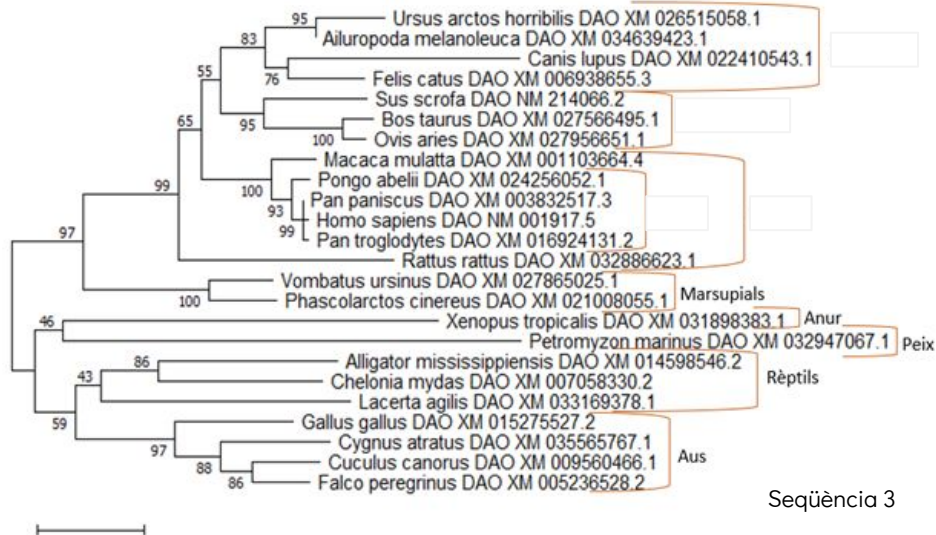 95 Ursus arctos horribilis DAO XM 026515058.1
83 Ailuropoda melanoleuca DAO XM 034639423.1
Canis lupus DAO XM 022410543.1
55 76 Felis catus DAO XM 006938655.3
Sus scrofa DAO NM 214066.2
65 95 Bos taurus DAO XM 027566495.1
100 Ovis aries DAO XM 027956651.1
Macaca mulatta DAO XM 001103664.4
99 100 Pongo abelii DAO XM 024256052.1
93 Pan paniscus DAO XM 003832517.3
99 Homo sapiens DAO NM 001917.5
97 Pan troglodytes DAO XM 016924131.2
Rattus rattus DAO XM 032886623.1
Vombatus ursinus DAO XM 027865025.1
100 Phascolarctos cinereus DAO XM 021008055.1 Marsupials
46 Xenopus tropicalis DAO XM 031898383.1 Anur
Petromyzon marinus DAO XM 032947067.1 Peix
86 Alligator mississippiensis DAO XM 014598546.2
43 Chelonia mydas DAO XM 007058330.2 Rèptils
Lacerta agilis DAO XM 033169378.1
59 Gallus gallus DAO XM 015275527.2
97 Cygnus atratus DAO XM 035565767.1
88 Cuculus canorus DAO XM 009560466.1 Aus
86 Falco peregrinus DAO XM 005236528.2
Seqüència 3